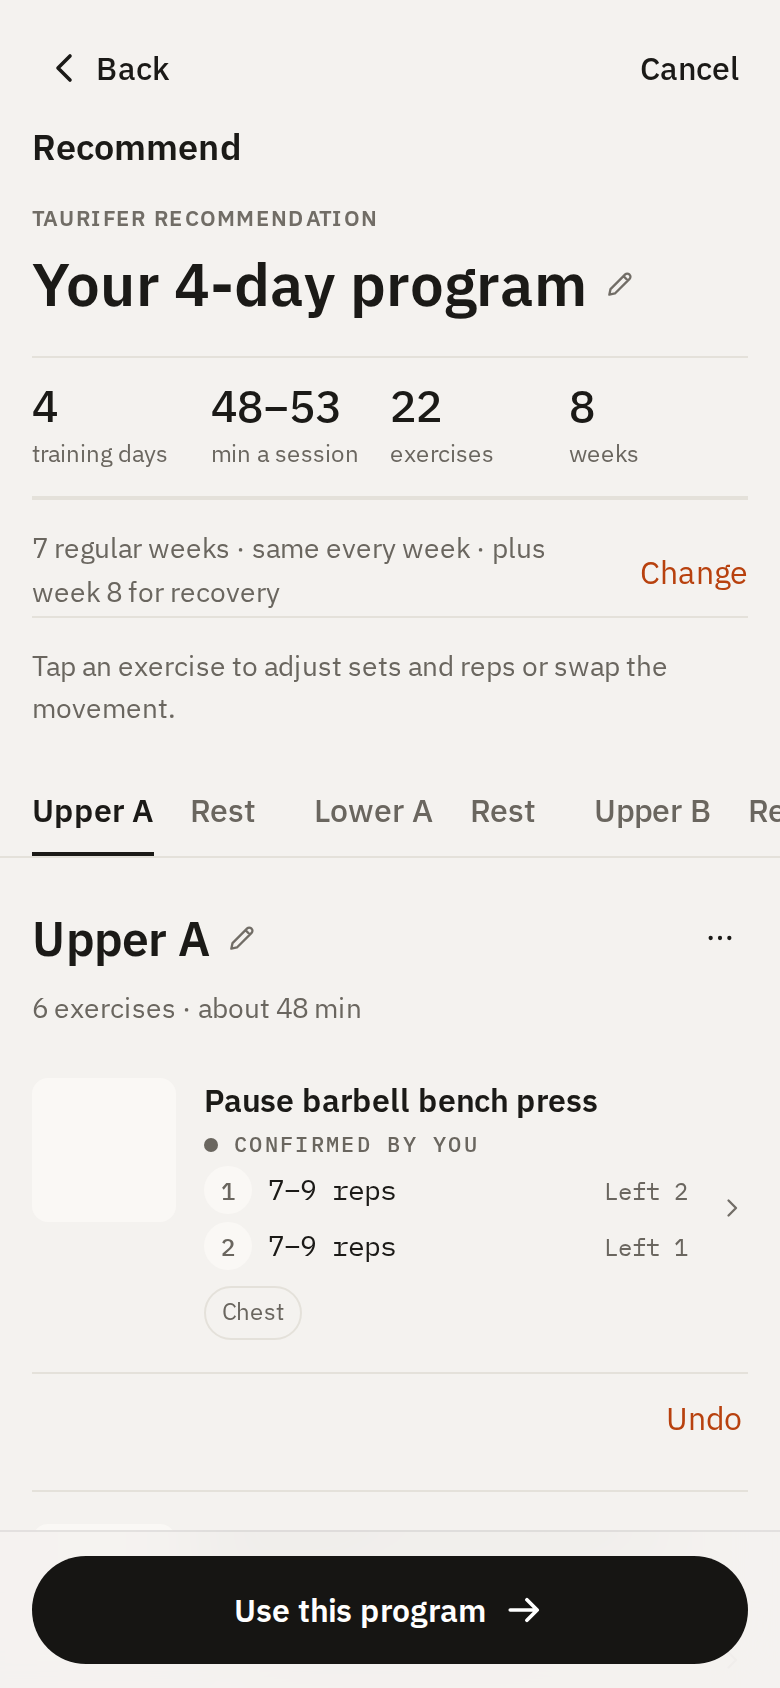 Back
Cancel
Recommend
TAURIFER RECOMMENDATION
Your 4-day program
4
training days
48–53
min a session
22
exercises
8
weeks
7 regular weeks · same every week · plus
week 8 for recovery
Change
Tap an exercise to adjust sets and reps or swap the
movement.
Upper A Rest Lower A Rest Upper B Re
Upper A
...
6 exercises · about 48 min
Pause barbell bench press
CONFIRMED BY YOU
1 7–9 reps Left 2
2 7–9 reps Left 1
Chest
Undo
Use this program →